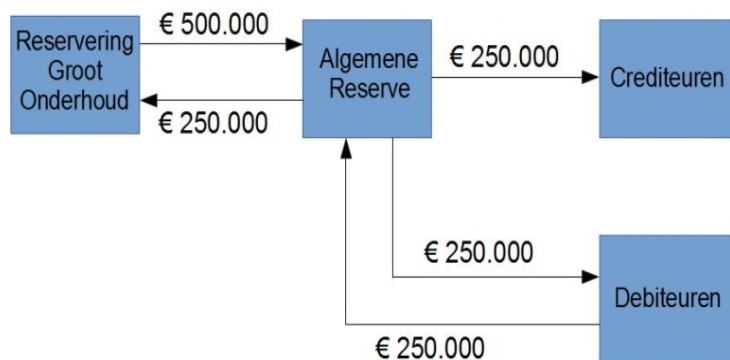 € 500.000
Reservering
Groot
Onderhoud
€ 250.000
Algemene
Reserve
€ 250.000
Crediteuren
€ 250.000
Debiteuren
€ 250.000